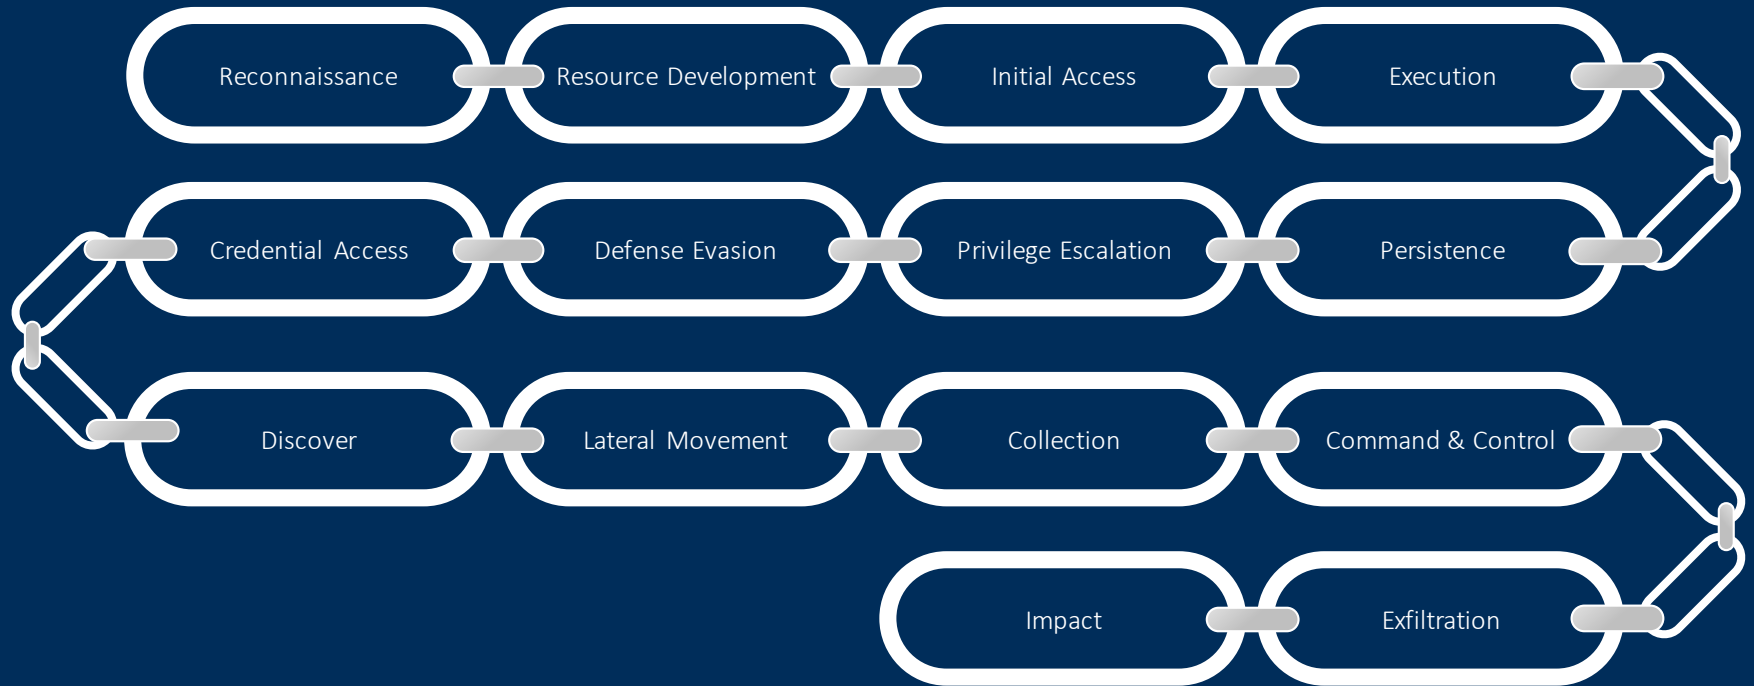 Reconnaissance
Resource Development
Initial Access
Execution
Persistence
Privilege Escalation
Defense Evasion
Credential Access
Discover
Lateral Movement
Collection
Command & Control
Exfiltration
Impact